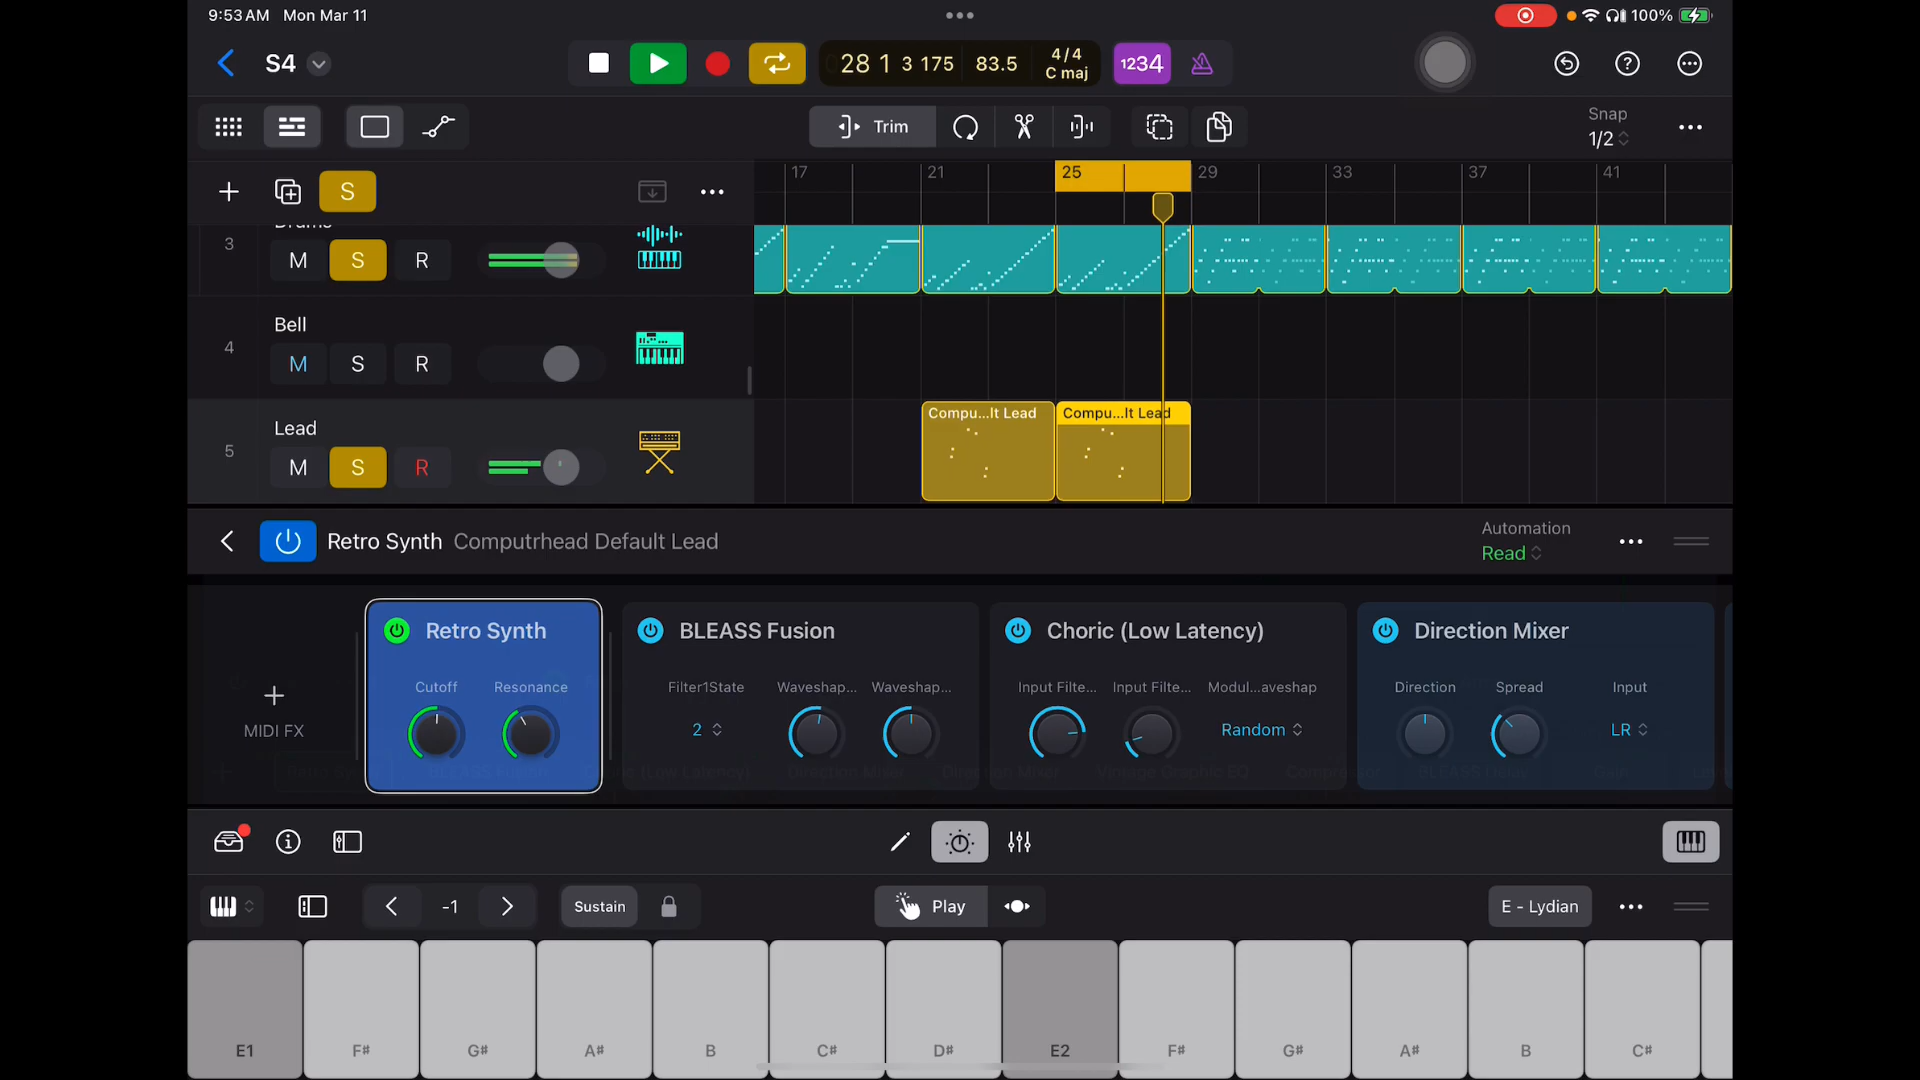 9:53 AM Mon Mar 11
100%
S4
28 1 3 175 83.5 4/4 C maj
1234
Trim
Snap
1/2
S
17 21 25 29 33 37 41
3 Drums
M S R
4 Bell
M S R
5 Lead
M S R
Compu...lt Lead Compu...lt Lead
Retro Synth Computrhead Default Lead
Automation
Read
MIDI FX
Retro Synth
Cutoff Resonance
BLEASS Fusion
Filter1State Waveshap... Waveshap...
2
Choric (Low Latency)
Input Filte... Input Filte... Modul...aveshap
Random
Direction Mixer
Direction Spread Input
LR
-1 Sustain Play E - Lydian
E1 F# G# A# B C# D# E2 F# G# A# B C#